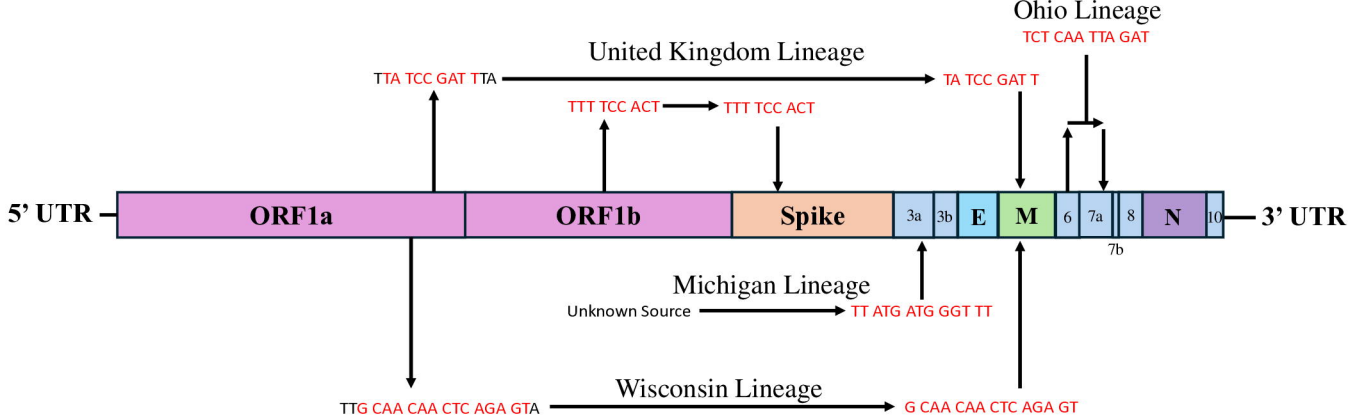 Ohio Lineage
TCT CAA TTA GAT
United Kingdom Lineage
TTA TCC GAT TTA
TA TCC GAT T
TTT TCC ACT
TTT TCC ACT
5’ UTR
ORF1a
ORF1b
Spike
3a
3b
E
M
6
7a
8
N
10
3’ UTR
7b
Michigan Lineage
Unknown Source
TT ATG ATG GGT TT
Wisconsin Lineage
TTG CAA CAA CTC AGA GTA
G CAA CAA CTC AGA GT